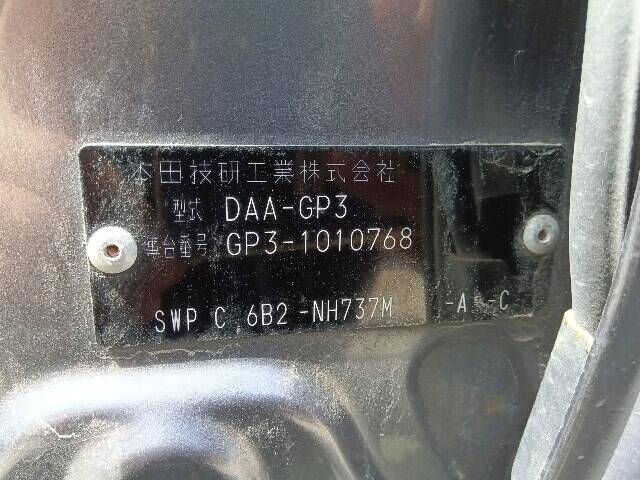 本田技研工業株式会社
型式 DAA-GP3
車台番号 GP3-1010768
SWP C 6B2 -NH737M -A -C